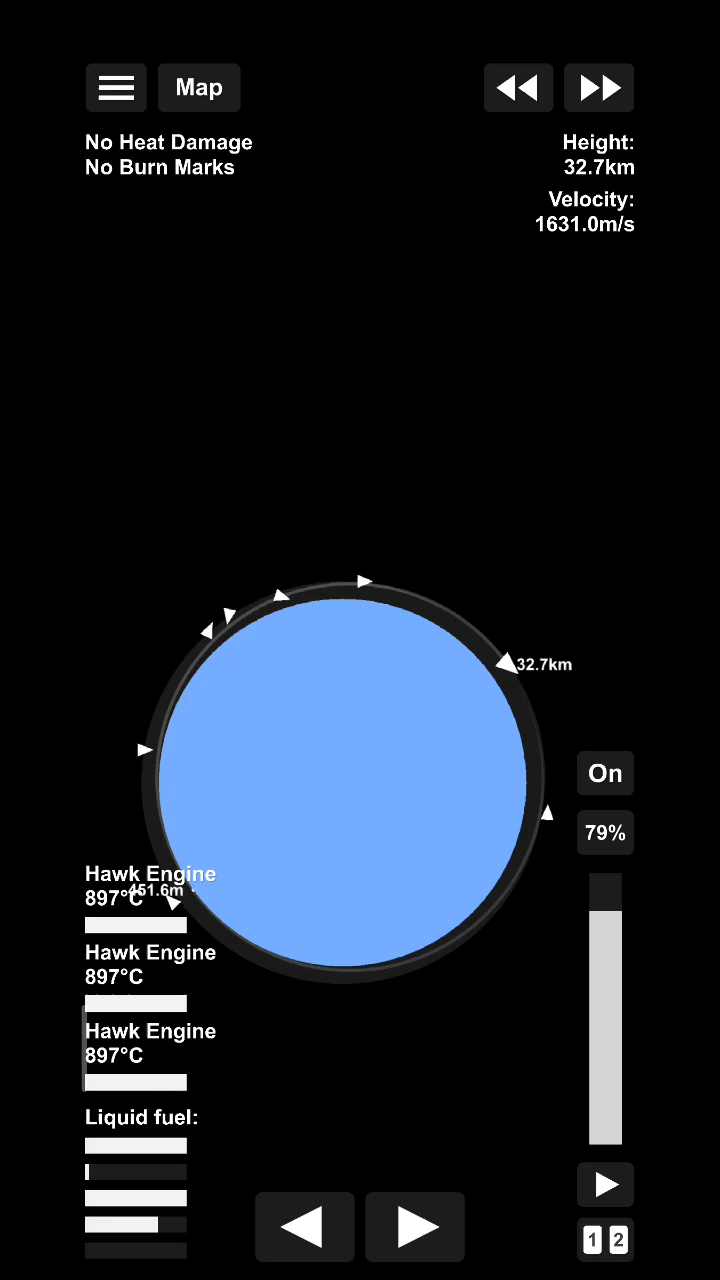 Map
No Heat Damage
No Burn Marks
Height:
32.7km
Velocity:
1631.0m/s
32.7km
On
79%
Hawk Engine
897°C
451.6m
Hawk Engine
897°C
Hawk Engine
897°C
Liquid fuel:
1 2